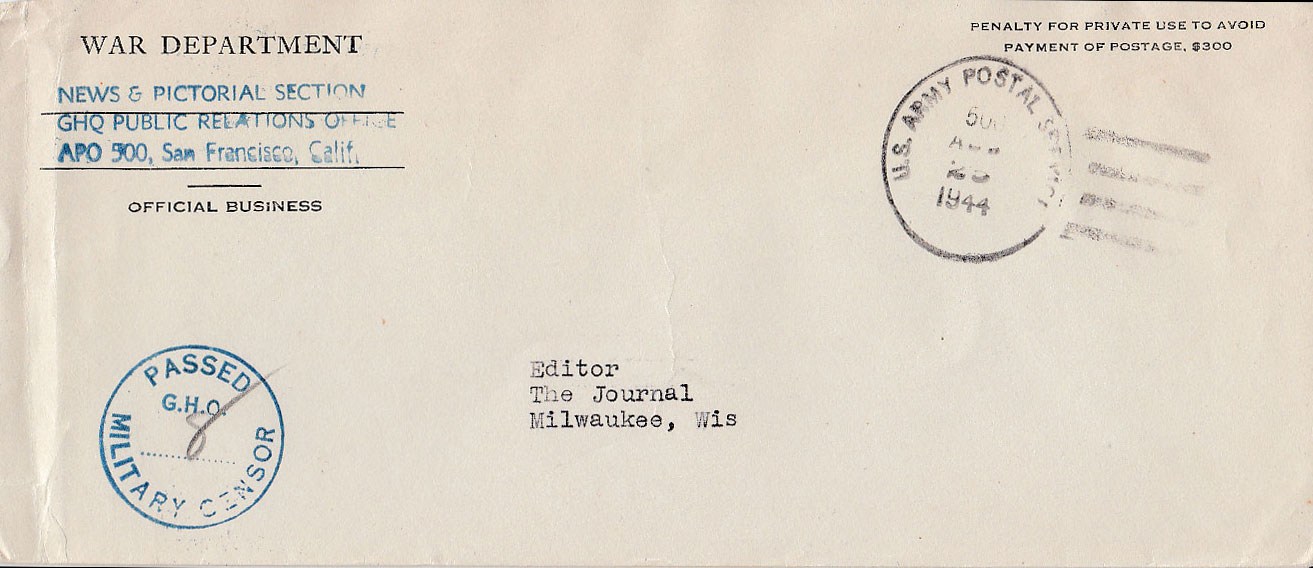 WAR DEPARTMENT
NEWS & PICTORIAL SECTION
GHQ PUBLIC RELATIONS OFFICE
APO 500, San Francisco, Calif.
OFFICIAL BUSINESS
PENALTY FOR PRIVATE USE TO AVOID
PAYMENT OF POSTAGE, $300
U.S. ARMY POSTAL SERVICE
500
1944
Editor
The Journal
Milwaukee, Wis
PASSED
G.H.Q.
8
MILITARY CENSOR